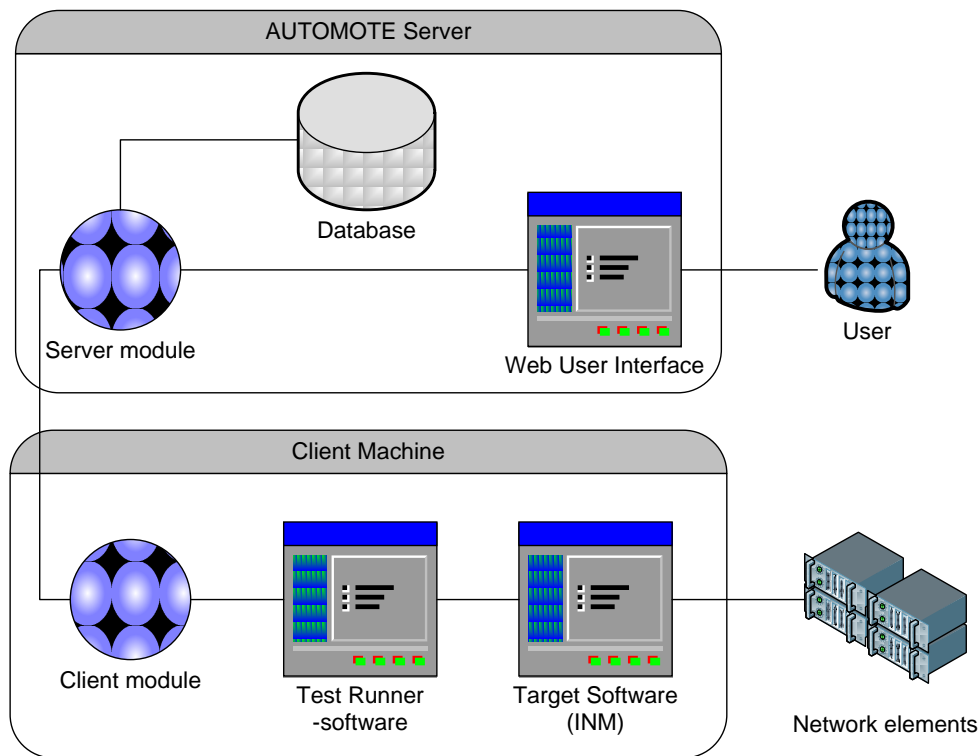 AUTOMOTE Server
Database
Server module
Web User Interface
User
Client Machine
Client module
Test Runner
-software
Target Software
(INM)
Network elements